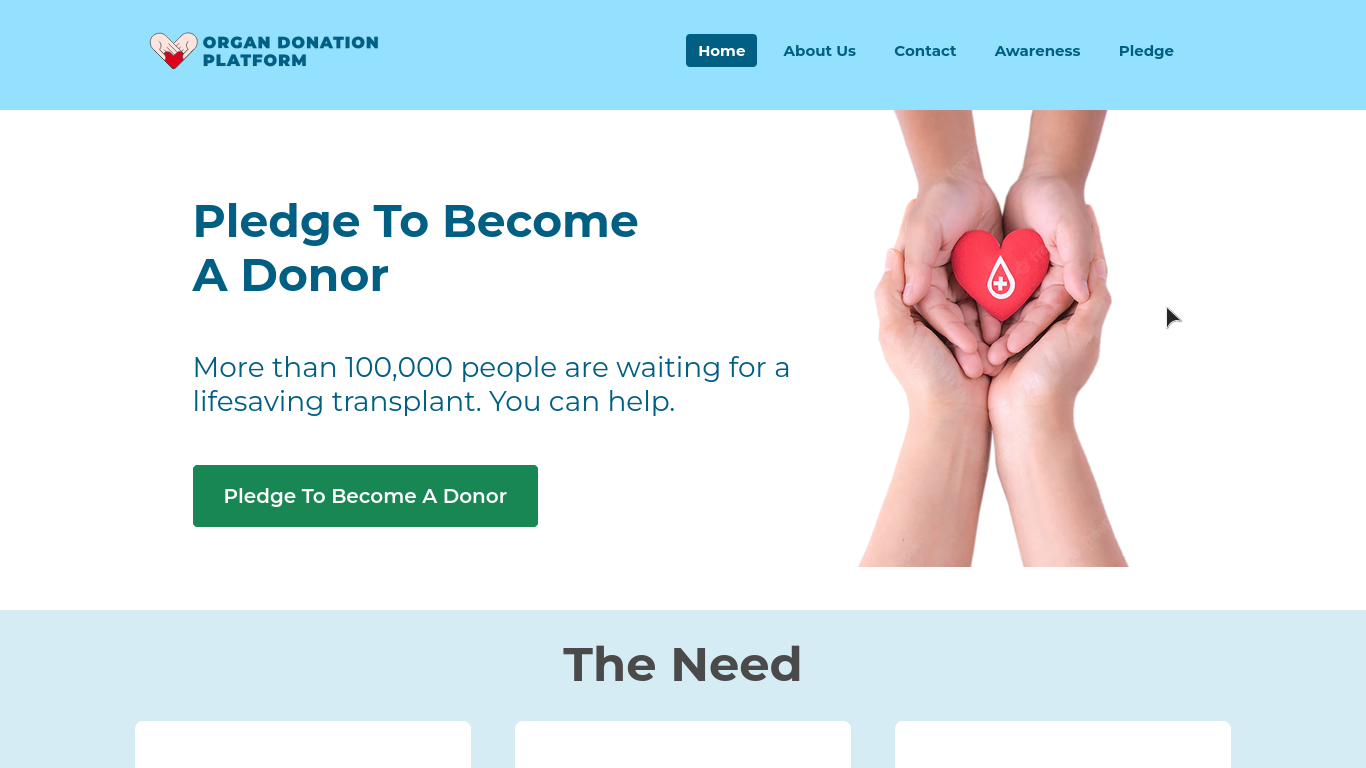 ORGAN DONATION
PLATFORM
Home
About Us
Contact
Awareness
Pledge
Pledge To Become
A Donor
More than 100,000 people are waiting for a
lifesaving transplant. You can help.
Pledge To Become A Donor
The Need